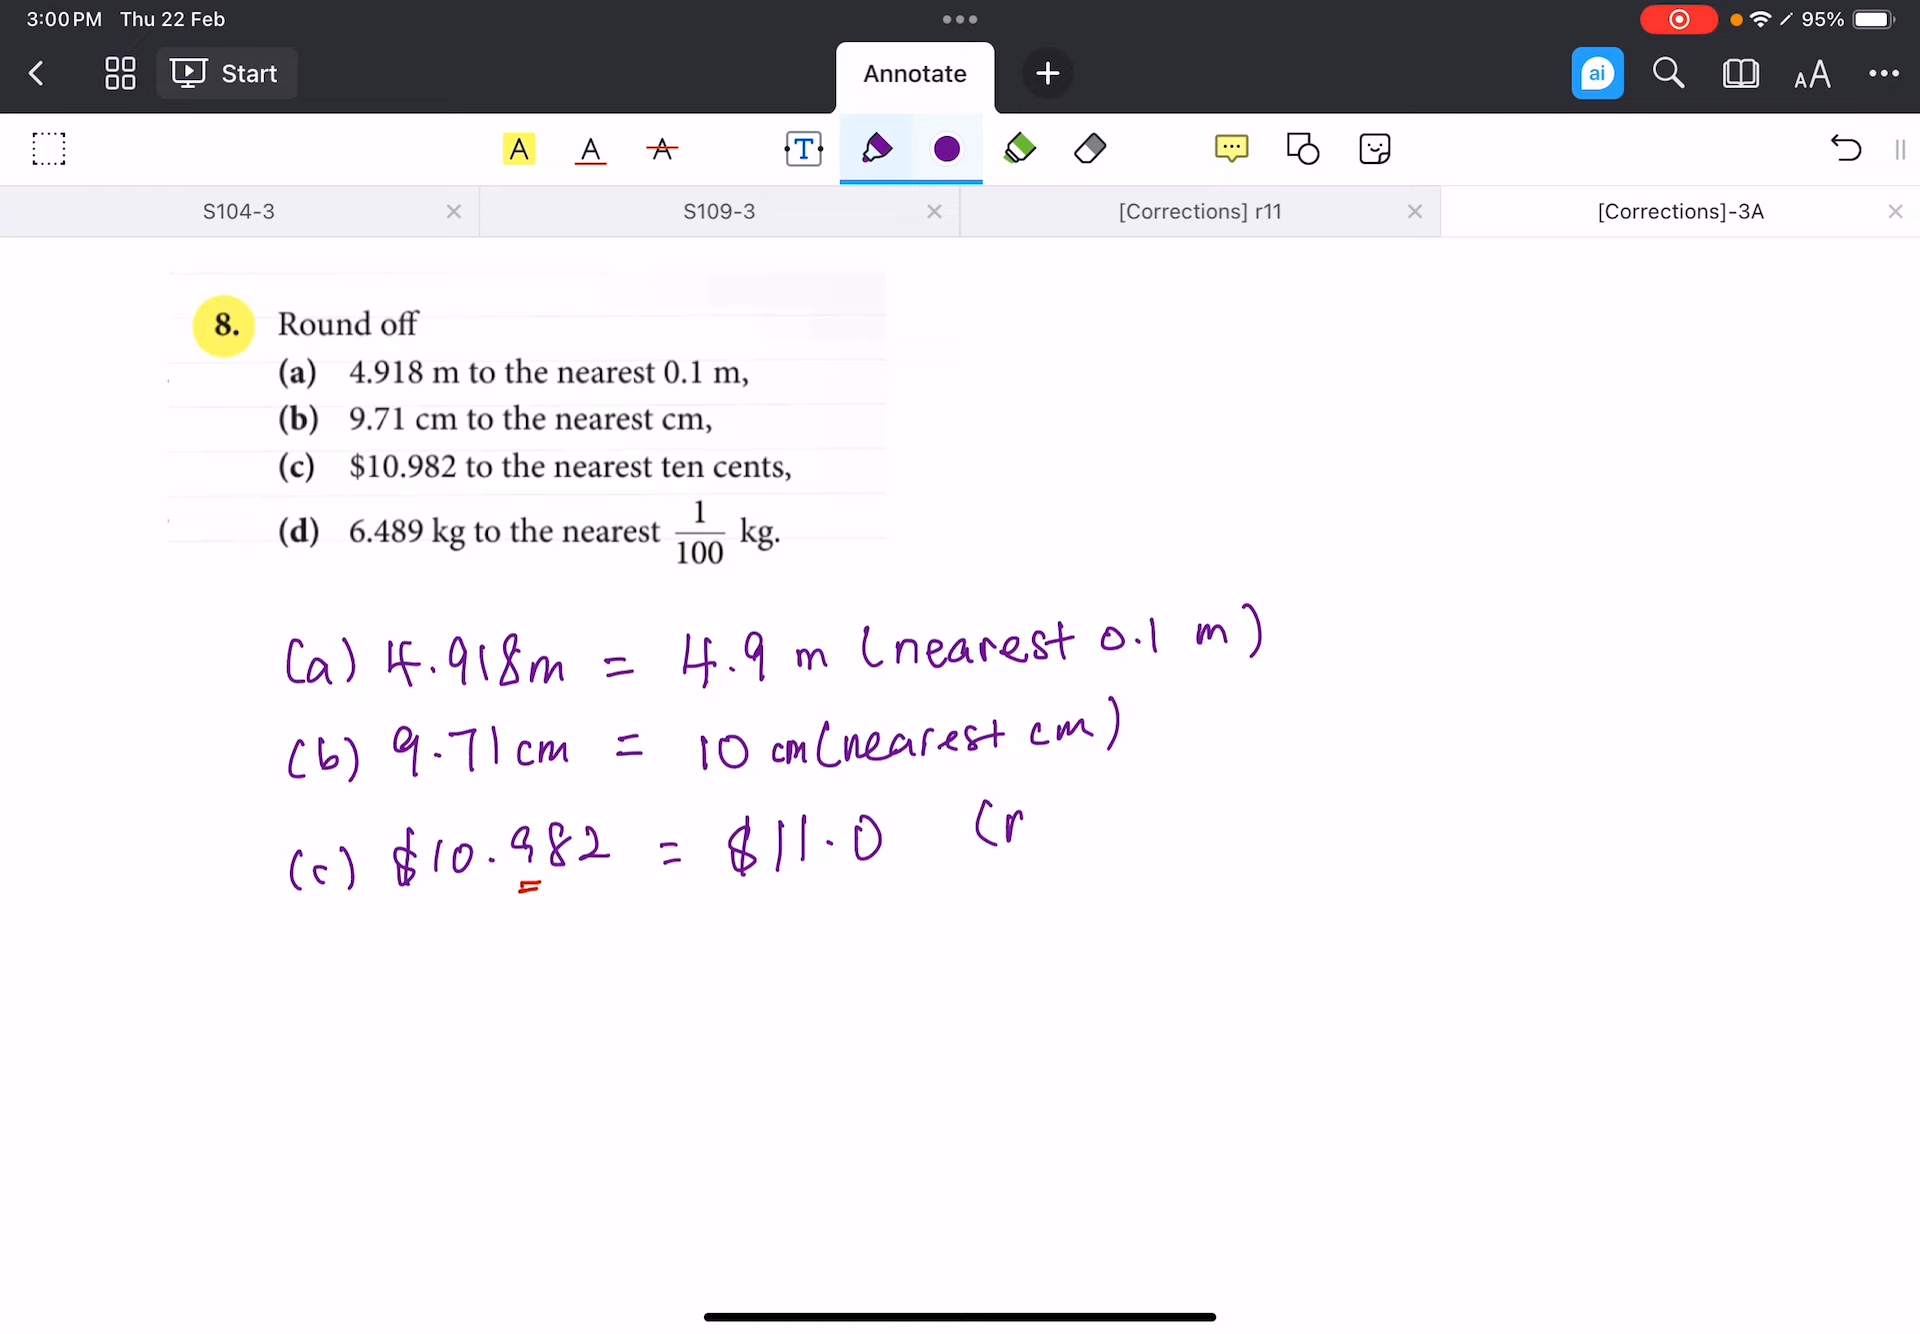 3:00 PM Thu 22 Feb
95%
Start
Annotate
ai
AA
A A A T
S104-3
S109-3
[Corrections] r11
[Corrections]-3A
8. Round off
(a) 4.918 m to the nearest 0.1 m,
(b) 9.71 cm to the nearest cm,
(c) $10.982 to the nearest ten cents,
(d) 6.489 kg to the nearest 1/100 kg.
(a) 4.918m = 4.9 m (nearest 0.1 m)
(b) 9.71cm = 10 cm (nearest cm)
(c) $10.982 = $11.0 (r